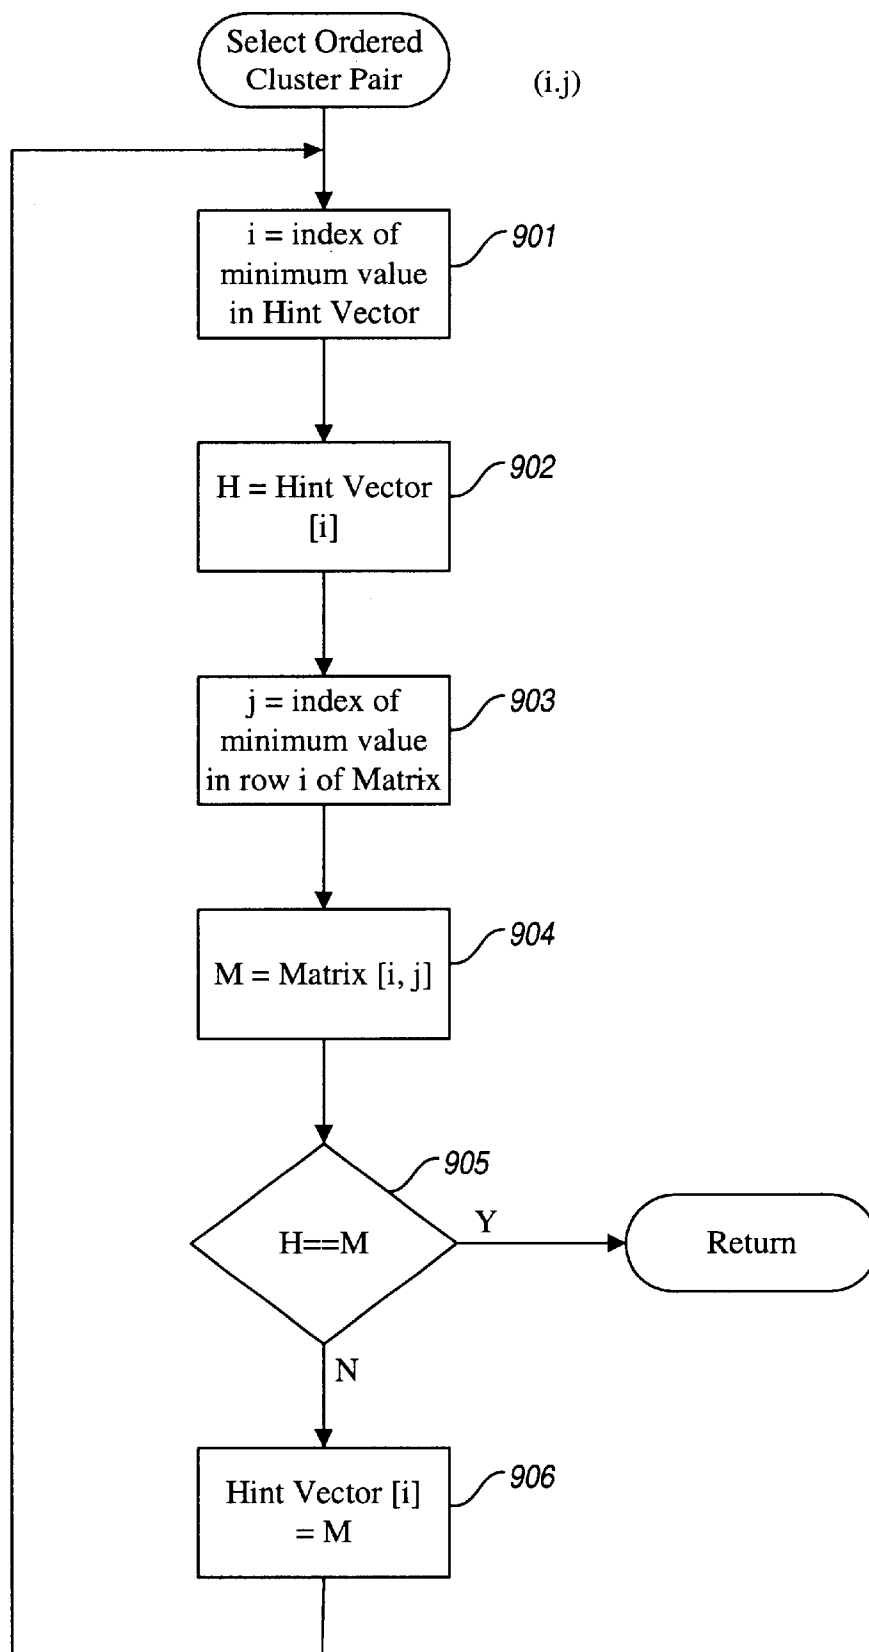 Select Ordered
Cluster Pair
(i.j)
i = index of
minimum value
in Hint Vector
901
H = Hint Vector
[i]
902
j = index of
minimum value
in row i of Matrix
903
M = Matrix [i, j]
904
H==M
905
Y
Return
N
Hint Vector [i]
= M
906